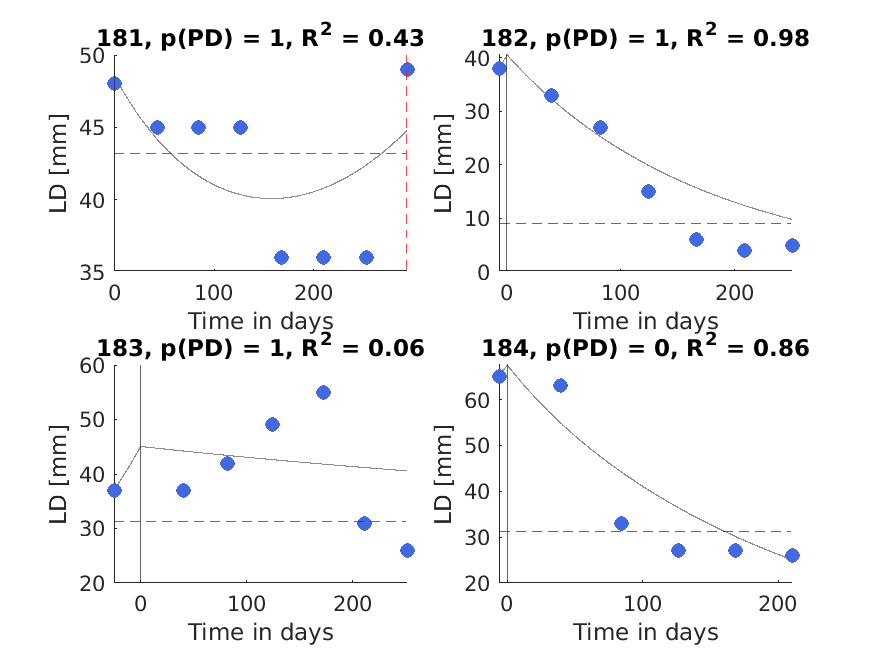 181, p(PD) = 1, R2 = 0.43
50
45
40
35
LD [mm]
0 100 200
Time in days
182, p(PD) = 1, R2 = 0.98
40
30
20
10
0
LD [mm]
0 100 200
Time in days
183, p(PD) = 1, R2 = 0.06
60
50
40
30
20
LD [mm]
0 100 200
Time in days
184, p(PD) = 0, R2 = 0.86
60
50
40
30
20
LD [mm]
0 100 200
Time in days